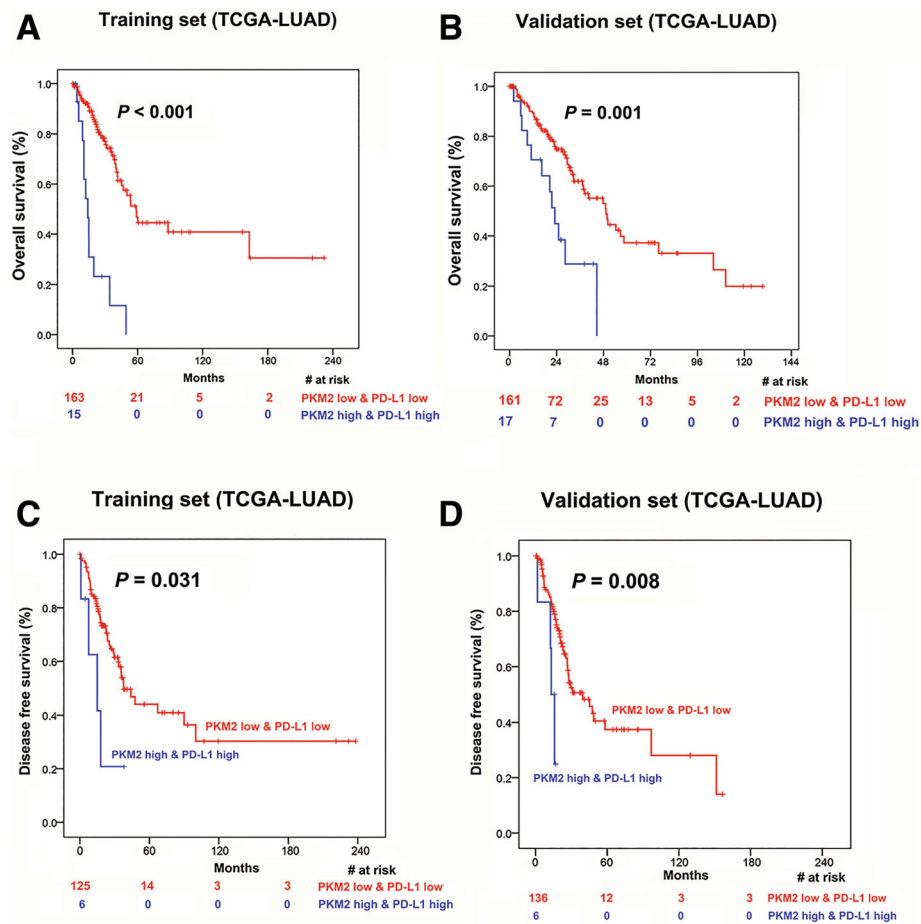 A
Training set (TCGA-LUAD)
Overall survival (%)
1.0
0.8
0.6
0.4
0.2
0.0
P < 0.001
0 60 120 180 240
Months
# at risk
163 21 5 2 PKM2 low & PD-L1 low
15 0 0 0 PKM2 high & PD-L1 high
B
Validation set (TCGA-LUAD)
Overall survival (%)
1.0
0.8
0.6
0.4
0.2
0.0
P = 0.001
0 24 48 72 96 120 144
Months
# at risk
161 72 25 13 5 2 PKM2 low & PD-L1 low
17 7 0 0 0 0 PKM2 high & PD-L1 high
C
Training set (TCGA-LUAD)
Disease free survival (%)
1.0
0.8
0.6
0.4
0.2
0.0
P = 0.031
PKM2 low & PD-L1 low
PKM2 high & PD-L1 high
0 60 120 180 240
Months
# at risk
125 14 3 3 PKM2 low & PD-L1 low
6 0 0 0 PKM2 high & PD-L1 high
D
Validation set (TCGA-LUAD)
Disease free survival (%)
1.0
0.8
0.6
0.4
0.2
0.0
P = 0.008
PKM2 low & PD-L1 low
PKM2 high & PD-L1 high
0 60 120 180 240
Months
# at risk
136 12 3 3 PKM2 low & PD-L1 low
6 0 0 0 PKM2 high & PD-L1 high